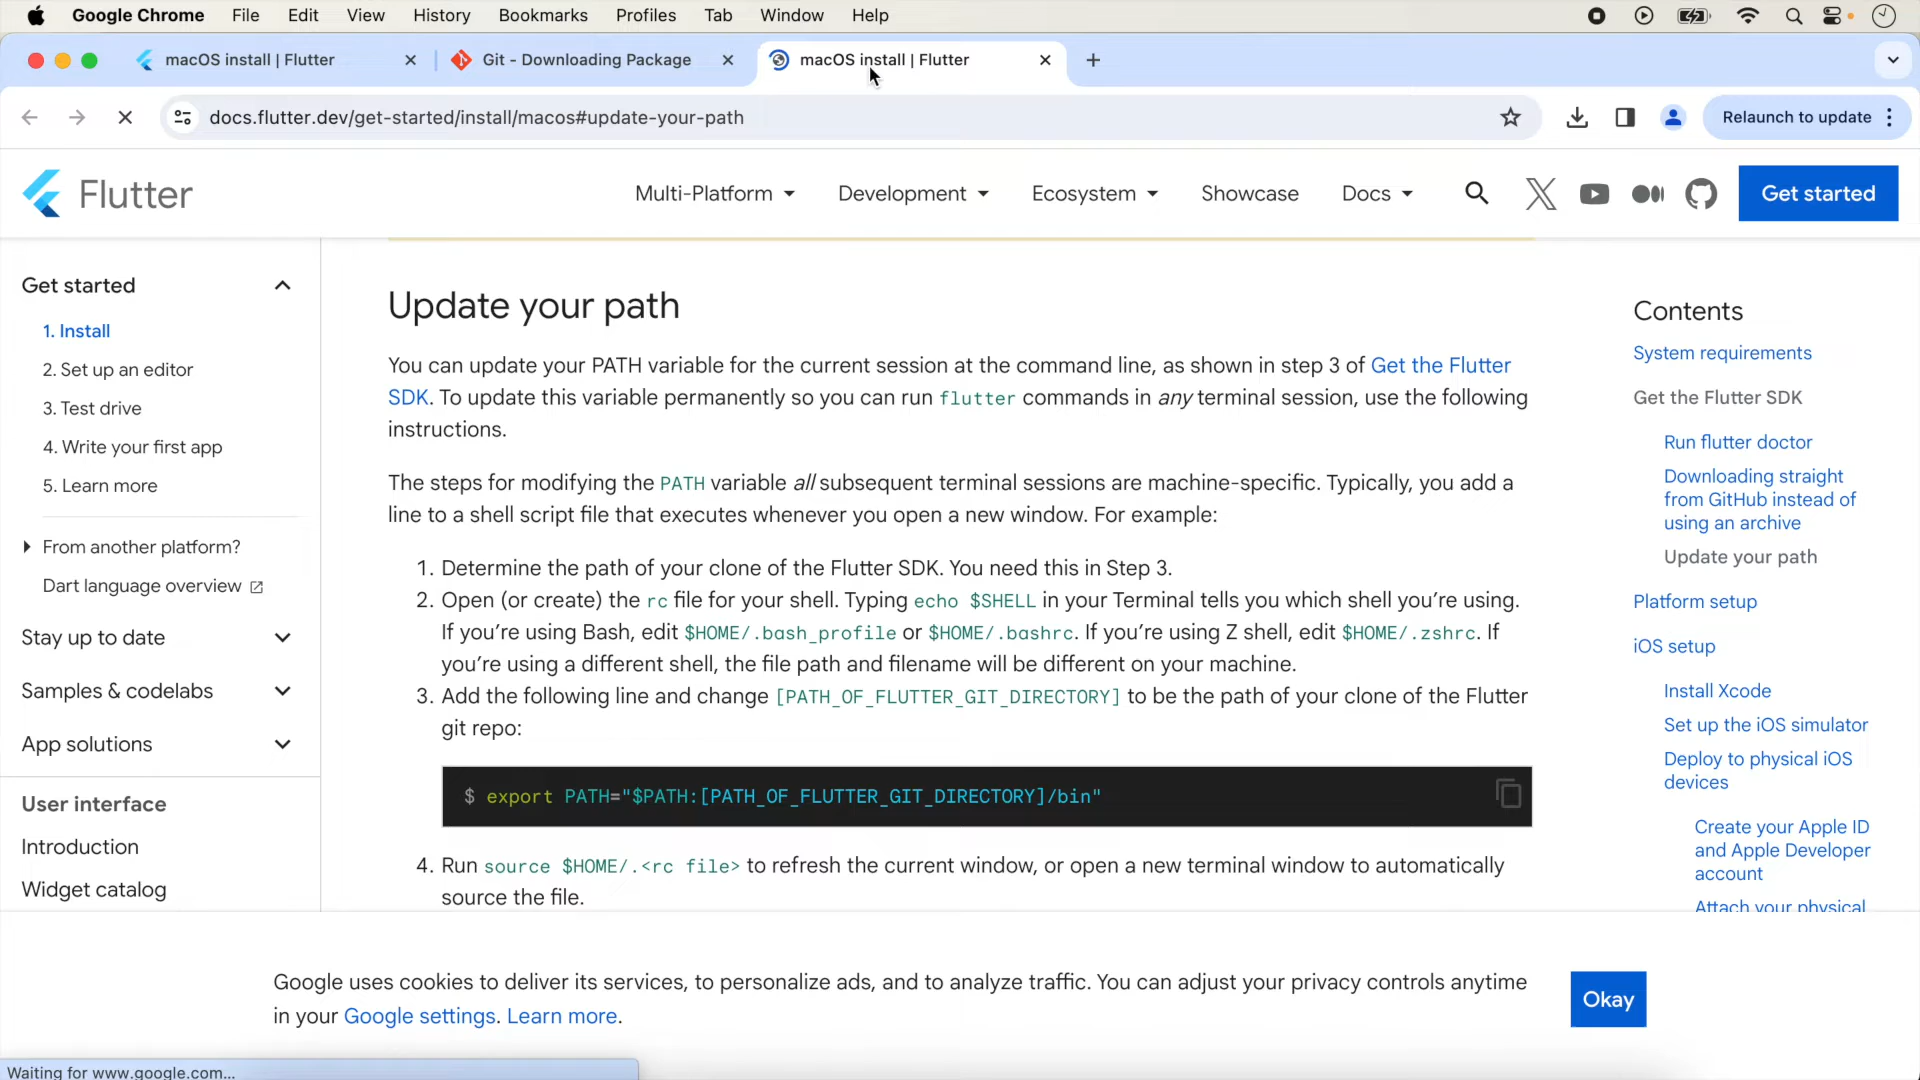 Google Chrome File Edit View History Bookmarks Profiles Tab Window Help
macOS install | Flutter
Git - Downloading Package
macOS install | Flutter
docs.flutter.dev/get-started/install/macos#update-your-path
Relaunch to update
Flutter
Multi-Platform
Development
Ecosystem
Showcase
Docs
Get started
Get started
1. Install
2. Set up an editor
3. Test drive
4. Write your first app
5. Learn more
From another platform?
Dart language overview
Stay up to date
Samples & codelabs
App solutions
User interface
Introduction
Widget catalog
Update your path
You can update your PATH variable for the current session at the command line, as shown in step 3 of Get the Flutter
SDK. To update this variable permanently so you can run flutter commands in any terminal session, use the following
instructions.
The steps for modifying the PATH variable all subsequent terminal sessions are machine-specific. Typically, you add a
line to a shell script file that executes whenever you open a new window. For example:
1. Determine the path of your clone of the Flutter SDK. You need this in Step 3.
2. Open (or create) the rc file for your shell. Typing echo $SHELL in your Terminal tells you which shell you’re using.
If you’re using Bash, edit $HOME/.bash_profile or $HOME/.bashrc. If you’re using Z shell, edit $HOME/.zshrc. If
you’re using a different shell, the file path and filename will be different on your machine.
3. Add the following line and change [PATH_OF_FLUTTER_GIT_DIRECTORY] to be the path of your clone of the Flutter
git repo:
$ export PATH="$PATH:[PATH_OF_FLUTTER_GIT_DIRECTORY]/bin"
4. Run source $HOME/.<rc file> to refresh the current window, or open a new terminal window to automatically
source the file.
Contents
System requirements
Get the Flutter SDK
Run flutter doctor
Downloading straight
from GitHub instead of
using an archive
Update your path
Platform setup
iOS setup
Install Xcode
Set up the iOS simulator
Deploy to physical iOS
devices
Create your Apple ID
and Apple Developer
account
Attach your physical
Google uses cookies to deliver its services, to personalize ads, and to analyze traffic. You can adjust your privacy controls anytime
in your Google settings. Learn more.
Okay
Waiting for www.google.com...